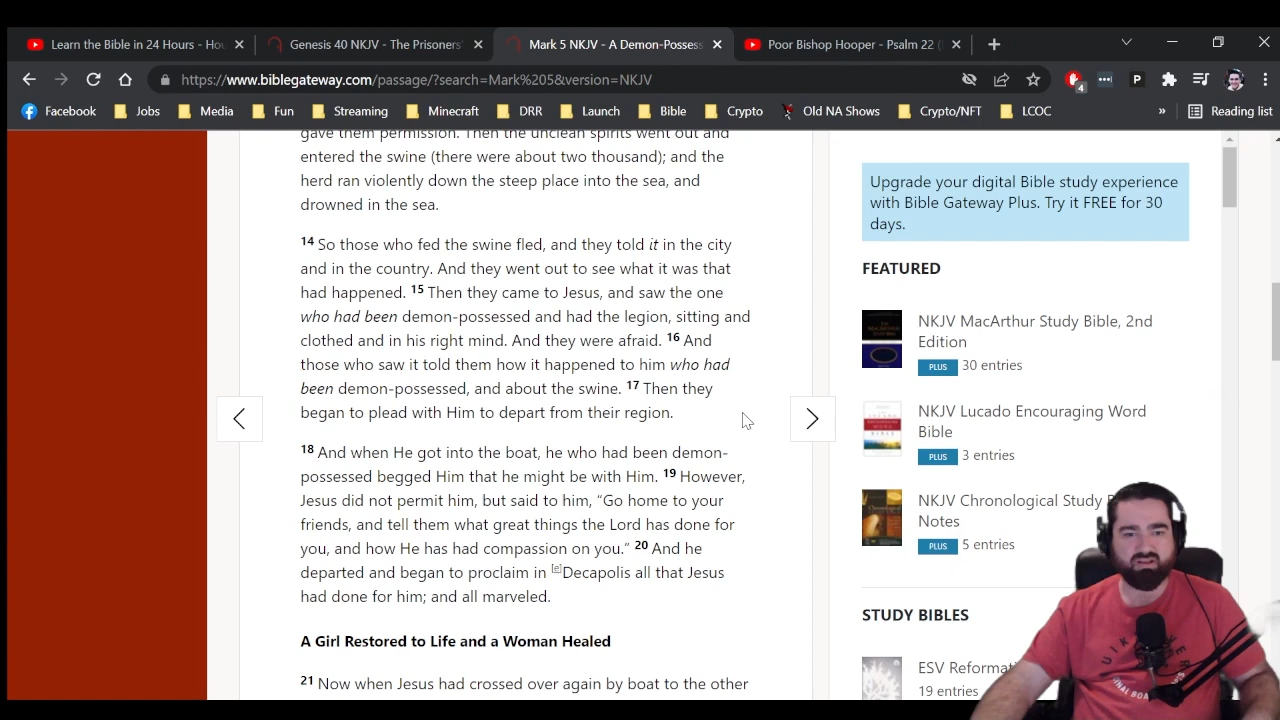 Learn the Bible in 24 Hours - Hou
Genesis 40 NKJV - The Prisoners'
Mark 5 NKJV - A Demon-Possess
Poor Bishop Hooper - Psalm 22 (
https://www.biblegateway.com/passage/?search=Mark%205&version=NKJV
4
P
Facebook
Jobs
Media
Fun
Streaming
Minecraft
DRR
Launch
Bible
Crypto
Old NA Shows
Crypto/NFT
LCOC
»
Reading list
gave them permission. Then the unclean spirits went out and
entered the swine (there were about two thousand); and the
herd ran violently down the steep place into the sea, and
drowned in the sea.
14 So those who fed the swine fled, and they told it in the city
and in the country. And they went out to see what it was that
had happened. 15 Then they came to Jesus, and saw the one
who had been demon-possessed and had the legion, sitting and
clothed and in his right mind. And they were afraid. 16 And
those who saw it told them how it happened to him who had
been demon-possessed, and about the swine. 17 Then they
began to plead with Him to depart from their region.
18 And when He got into the boat, he who had been demon-
possessed begged Him that he might be with Him. 19 However,
Jesus did not permit him, but said to him, “Go home to your
friends, and tell them what great things the Lord has done for
you, and how He has had compassion on you.” 20 And he
departed and began to proclaim in [e]Decapolis all that Jesus
had done for him; and all marveled.
A Girl Restored to Life and a Woman Healed
21 Now when Jesus had crossed over again by boat to the other
Upgrade your digital Bible study experience
with Bible Gateway Plus. Try it FREE for 30
days.
FEATURED
NKJV MacArthur Study Bible, 2nd
Edition
PLUS 30 entries
NKJV Lucado Encouraging Word
Bible
PLUS 3 entries
NKJV Chronological Study
Notes
PLUS 5 entries
STUDY BIBLES
ESV Reformati
19 entries